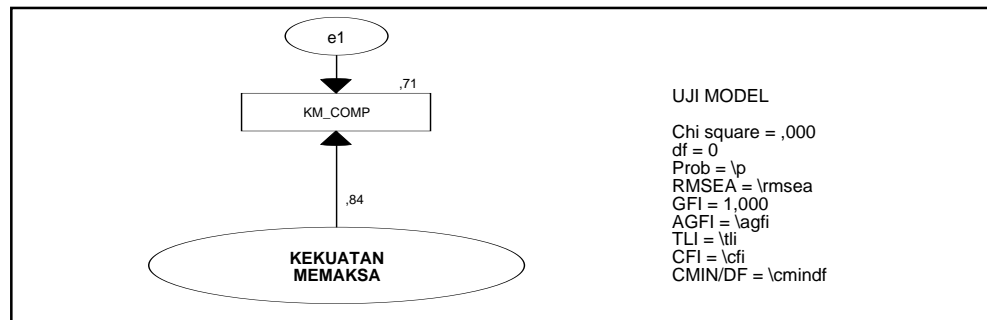 e1
,71
KM_COMP
,84
KEKUATAN
MEMAKSA
UJI MODEL
Chi square = ,000
df = 0
Prob = \p
RMSEA = \rmsea
GFI = 1,000
AGFI = \agfi
TLI = \tli
CFI = \cfi
CMIN/DF = \cmindf